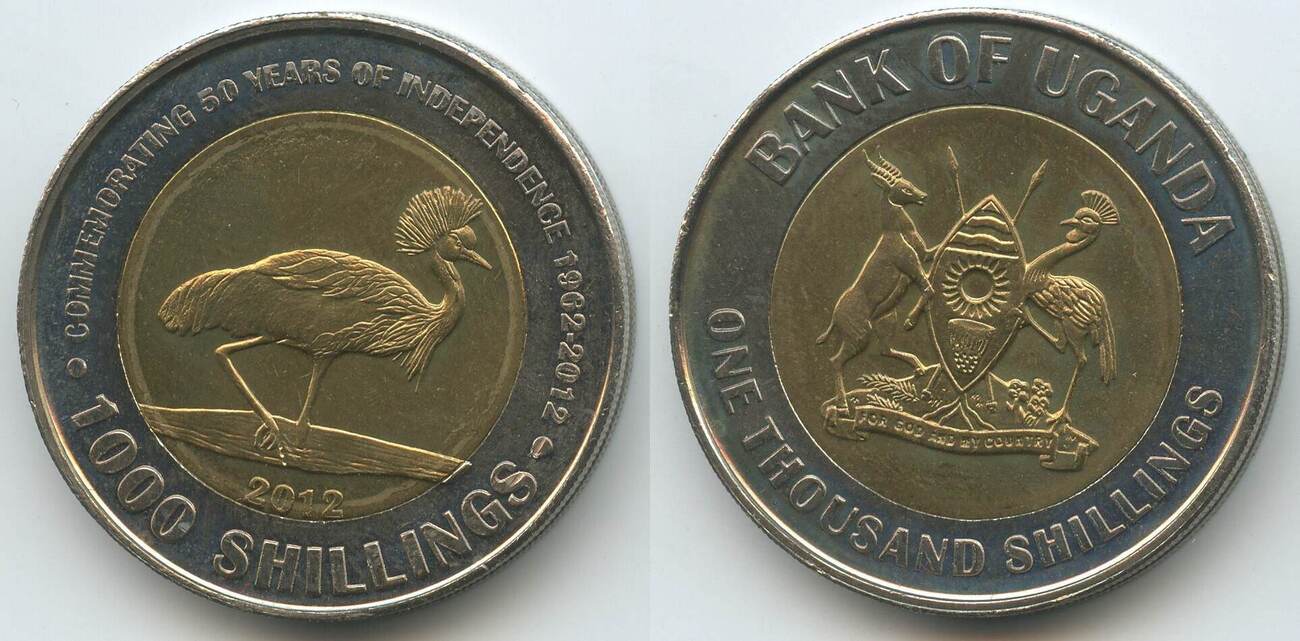 COMMEMORATING 50 YEARS OF INDEPENDENCE 1962-2012
2012
1000 SHILLINGS
BANK OF UGANDA
FOR GOD AND MY COUNTRY
ONE THOUSAND SHILLINGS